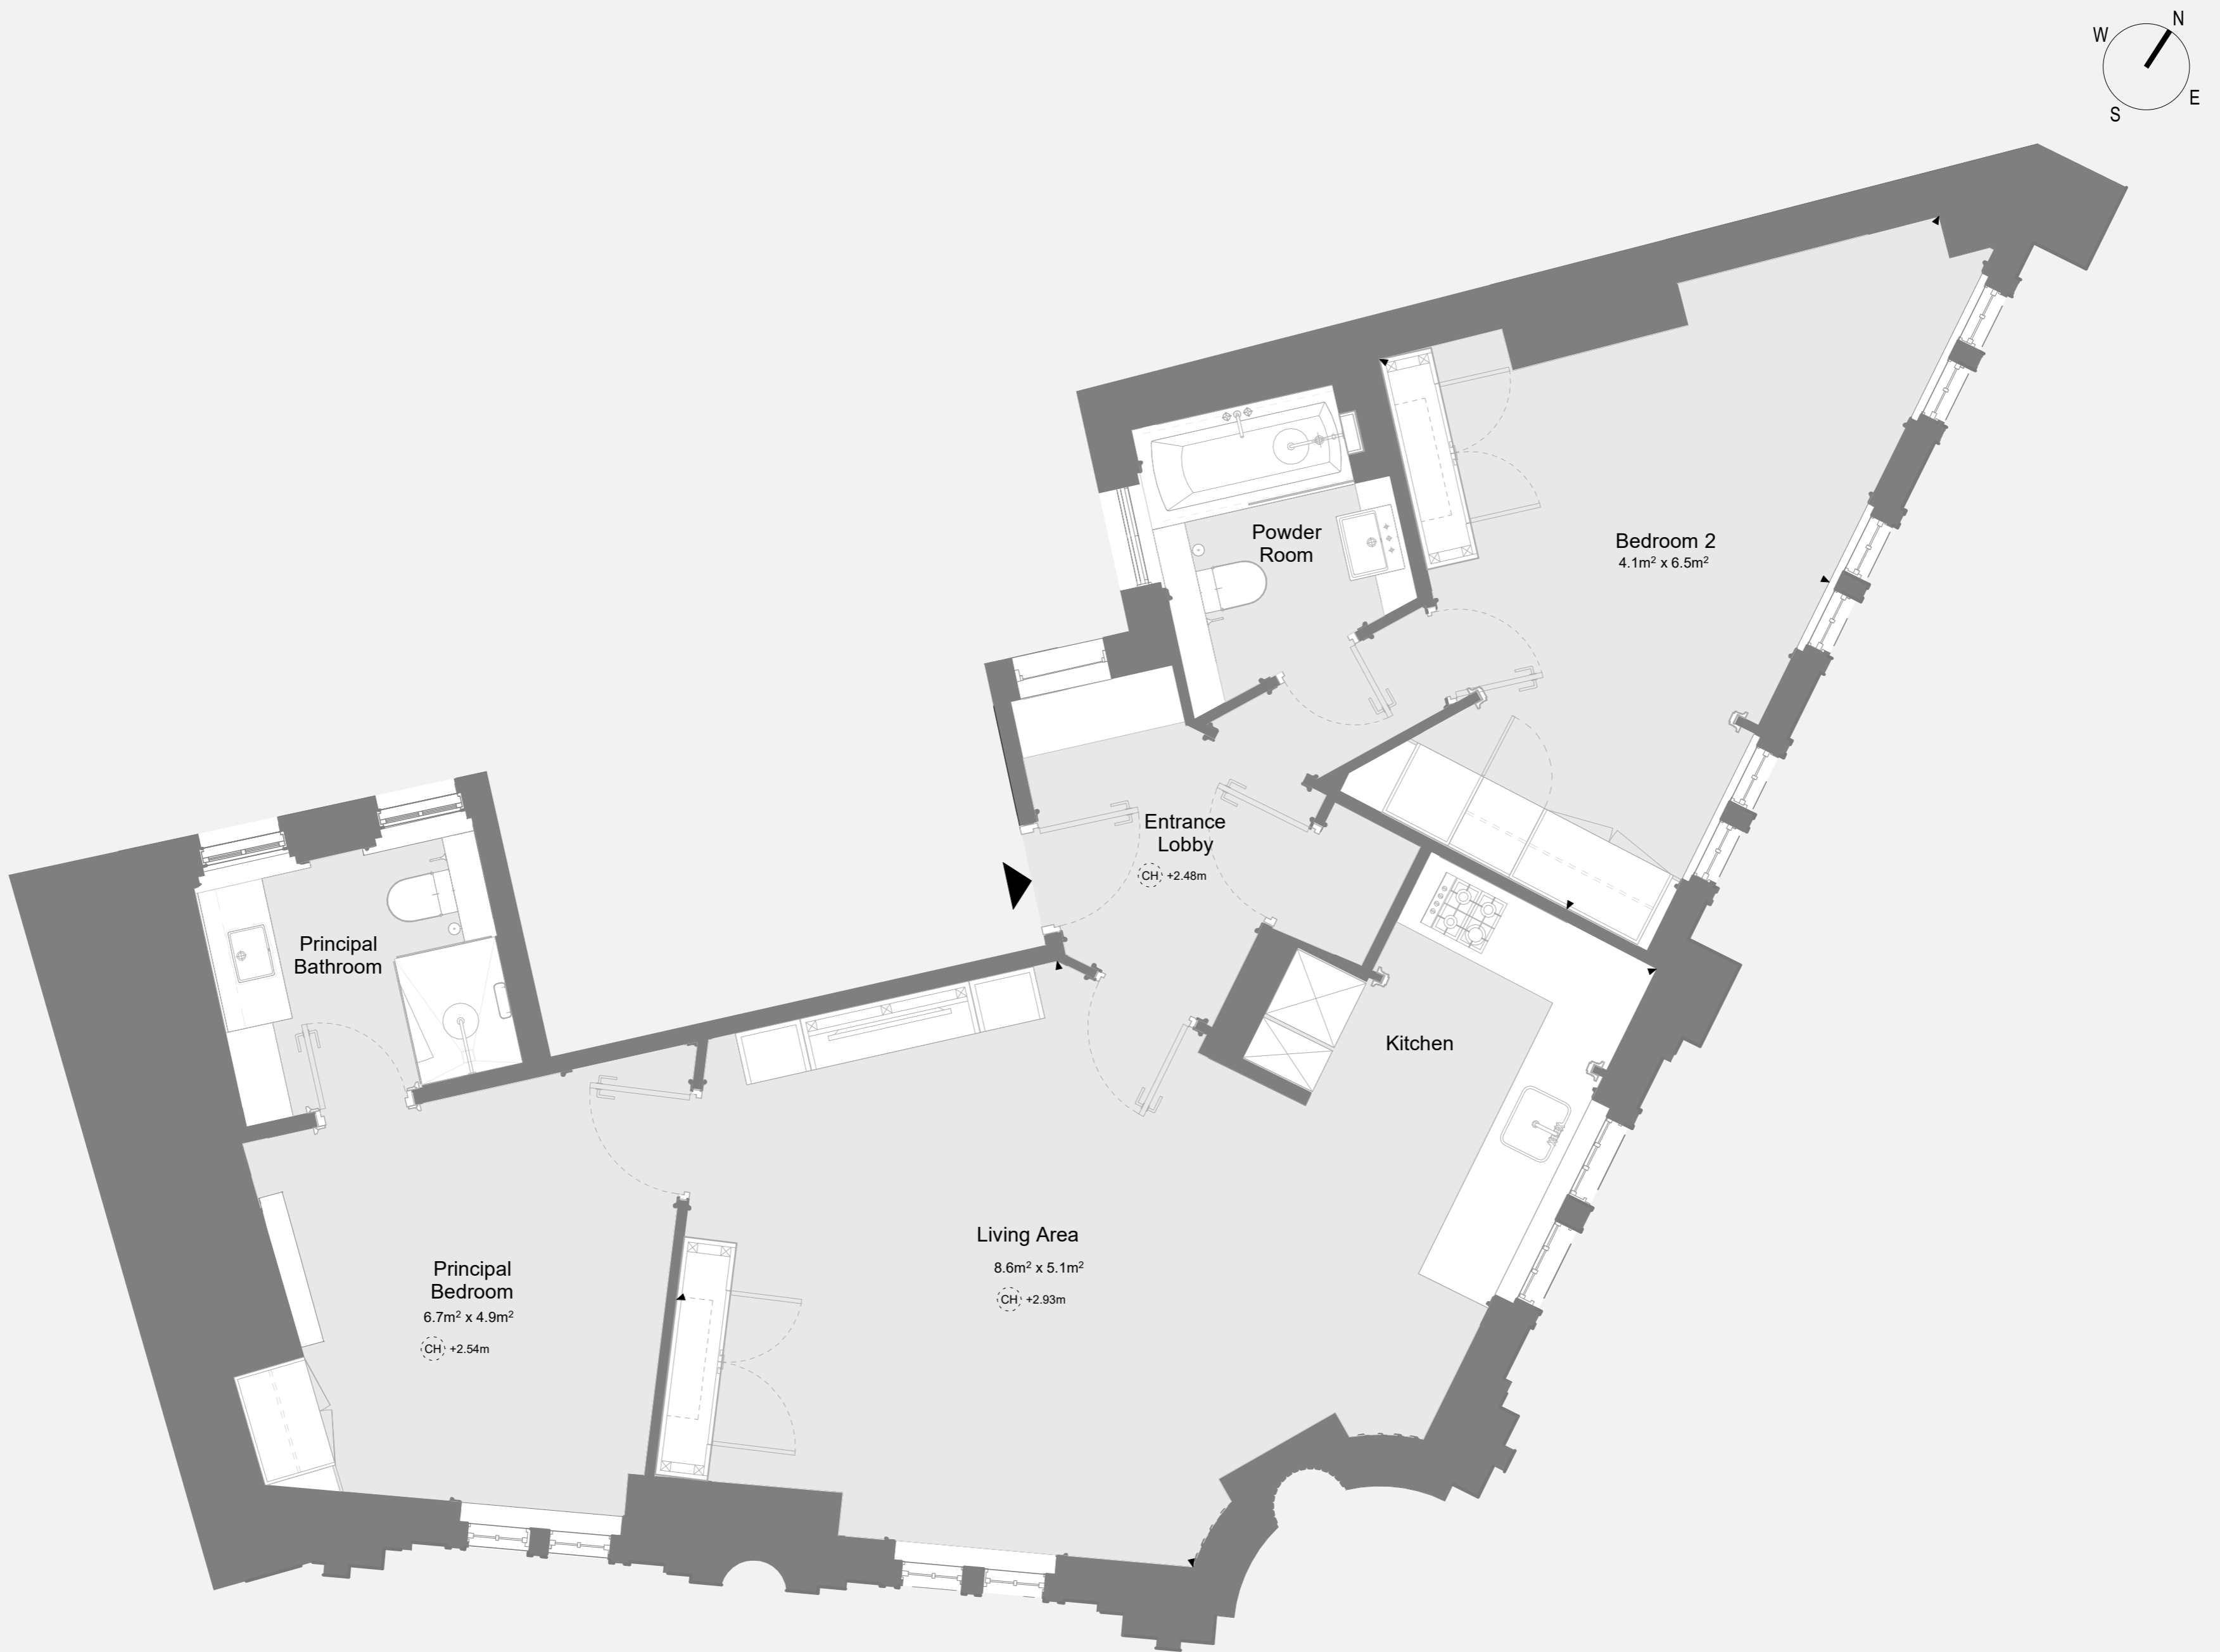 N
W
E
S
Powder
Room
Bedroom 2
4.1m² x 6.5m²
Entrance
Lobby
CH +2.48m
Principal
Bathroom
Kitchen
Living Area
8.6m² x 5.1m²
CH +2.93m
Principal
Bedroom
6.7m² x 4.9m²
CH +2.54m